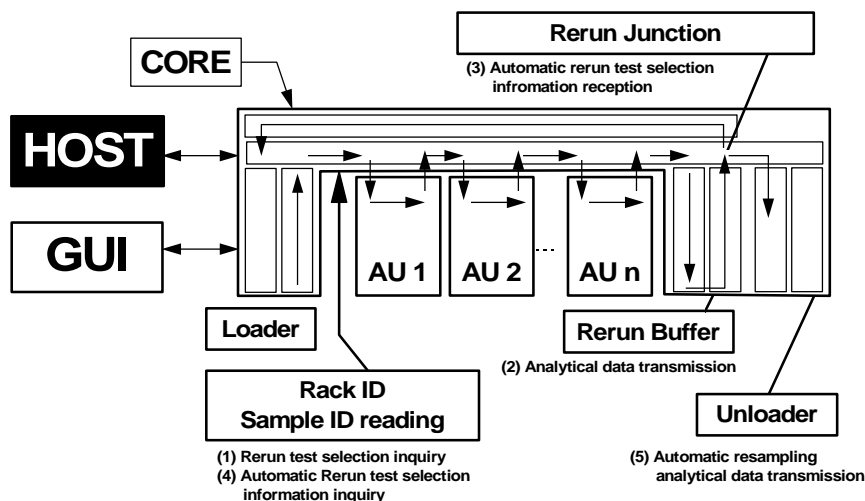 Rerun Junction
(3) Automatic rerun test selection
infromation reception
CORE
HOST
GUI
AU 1
AU 2
AU n
Loader
Rerun Buffer
(2) Analytical data transmission
Rack ID
Sample ID reading
(1) Rerun test selection inquiry
(4) Automatic Rerun test selection
information inquiry
Unloader
(5) Automatic resampling
analytical data transmission